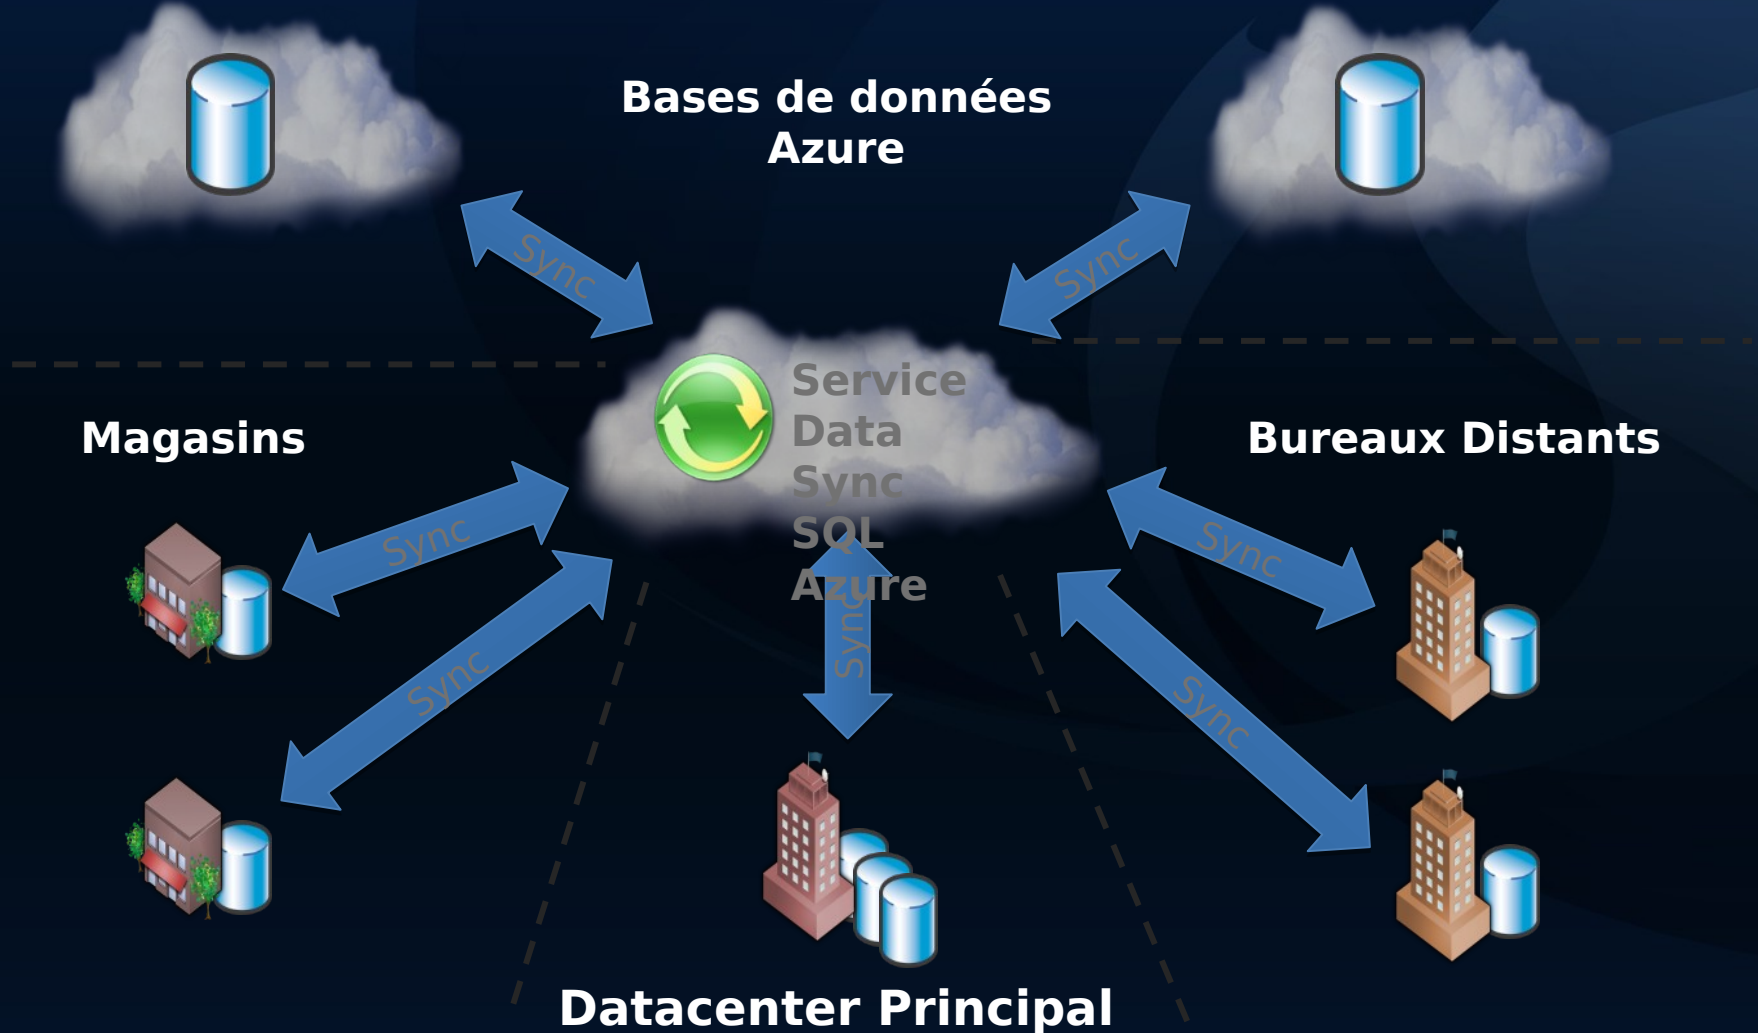 Bases de données
Azure
Sync
Sync
Service
Data
Sync
SQL
Azure
Magasins
Bureaux Distants
Sync
Sync
Sync
Sync
Sync
Datacenter Principal